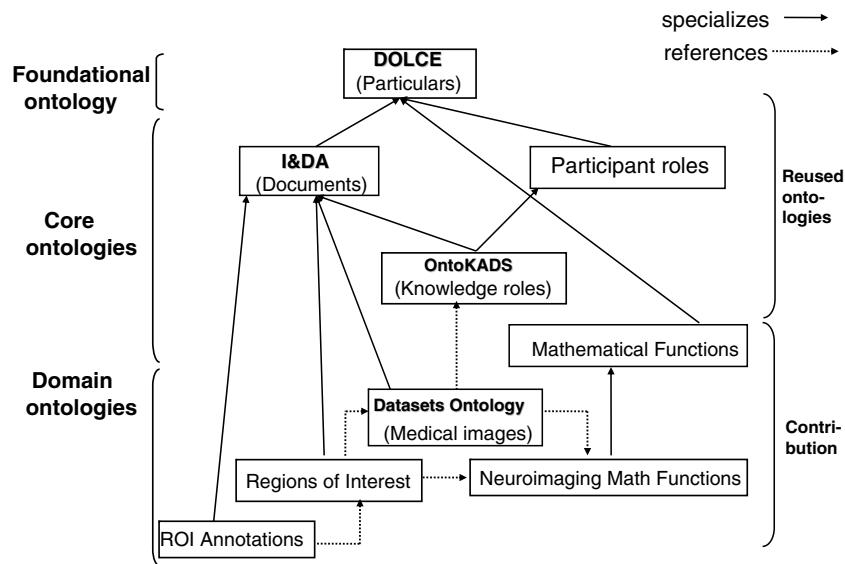 specializes
references
Foundational
ontology
DOLCE
(Particulars)
I&DA
(Documents)
Participant roles
Reused
onto-
logies
Core
ontologies
OntoKADS
(Knowledge roles)
Mathematical Functions
Domain
ontologies
Datasets Ontology
(Medical images)
Contri-
bution
Regions of Interest
Neuroimaging Math Functions
ROI Annotations